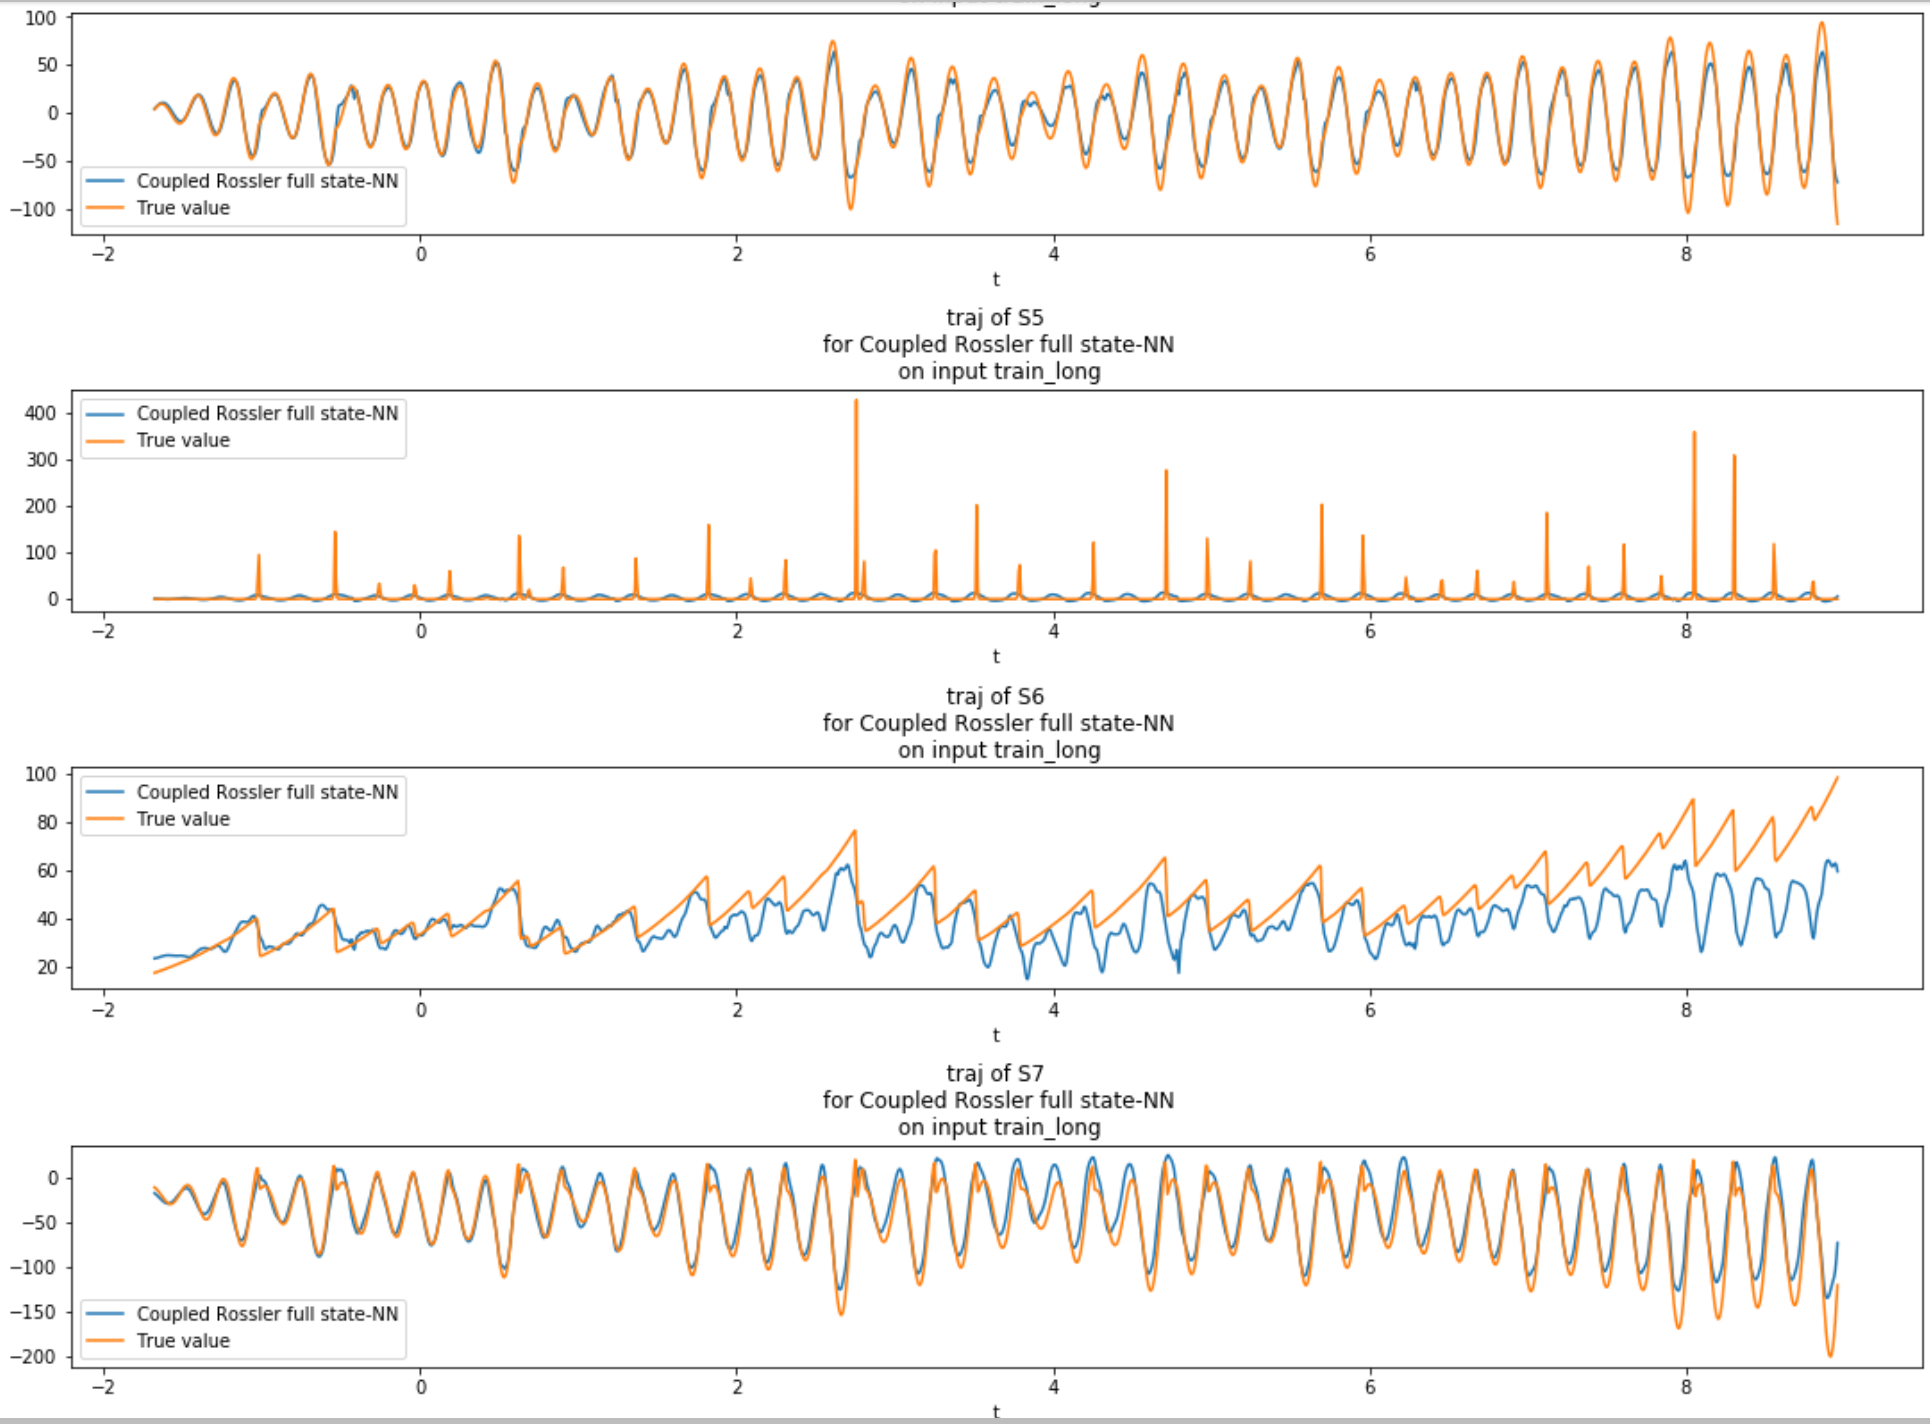 on input train_long
100
50
0
−50
−100
Coupled Rossler full state-NN
True value
−2 0 2 4 6 8
t
traj of S5
for Coupled Rossler full state-NN
on input train_long
400
300
200
100
0
Coupled Rossler full state-NN
True value
−2 0 2 4 6 8
t
traj of S6
for Coupled Rossler full state-NN
on input train_long
100
80
60
40
20
Coupled Rossler full state-NN
True value
−2 0 2 4 6 8
t
traj of S7
for Coupled Rossler full state-NN
on input train_long
0
−50
−100
−150
−200
Coupled Rossler full state-NN
True value
−2 0 2 4 6 8
t